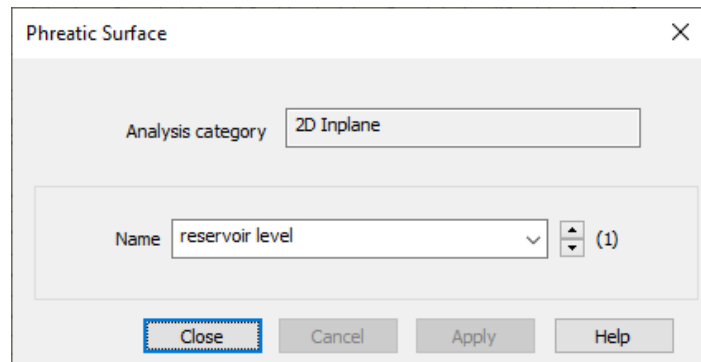 Phreatic Surface
Analysis category 2D Inplane
Name reservoir level (1)
Close Cancel Apply Help